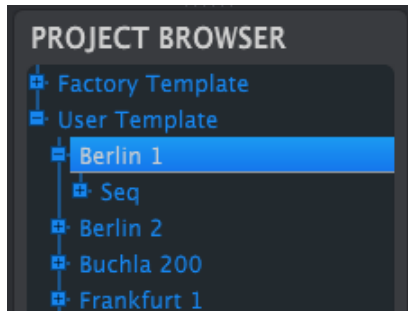 PROJECT BROWSER
Factory Template
User Template
Berlin 1
Seq
Berlin 2
Buchla 200
Frankfurt 1